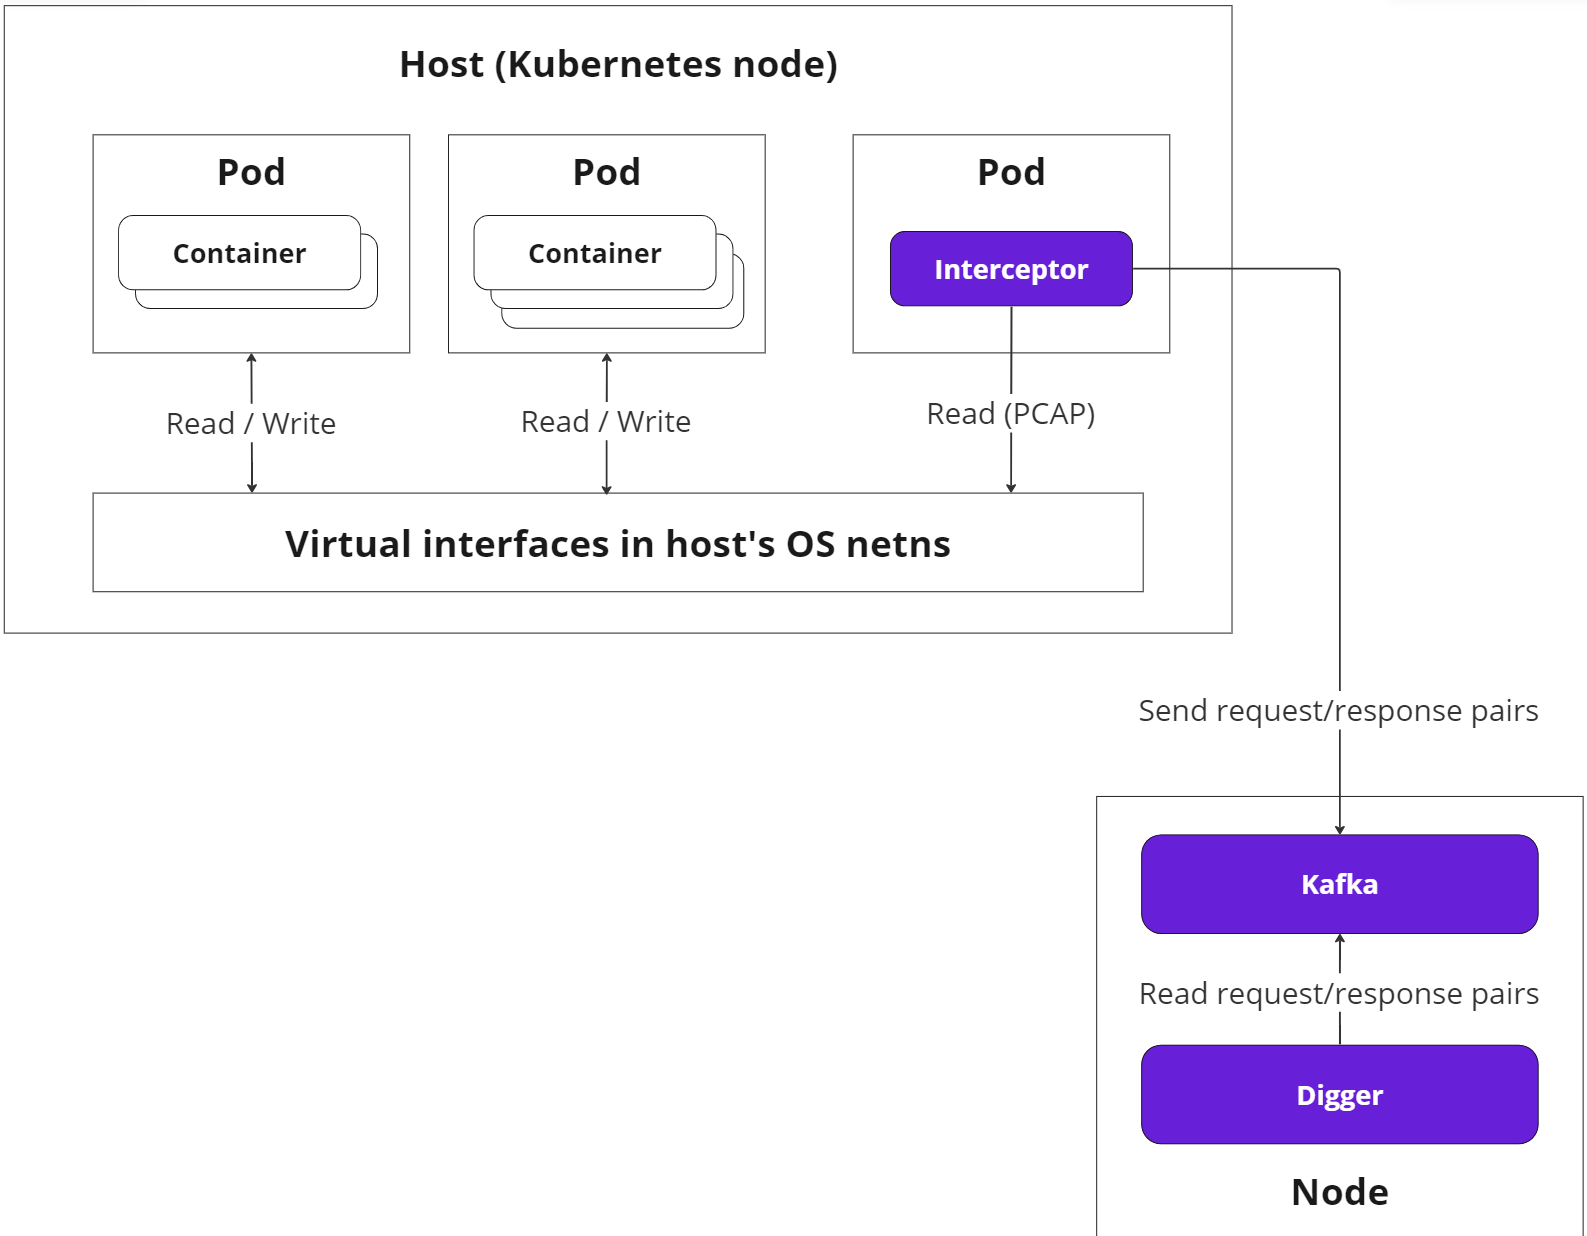 Host (Kubernetes node)
Pod
Container
Pod
Container
Pod
Interceptor
Read / Write
Read / Write
Read (PCAP)
Virtual interfaces in host's OS netns
Send request/response pairs
Kafka
Read request/response pairs
Digger
Node